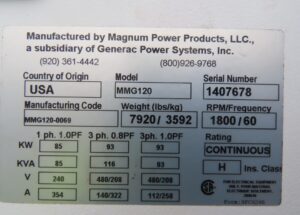 Manufactured by Magnum Power Products, LLC.,
a subsidiary of Generac Power Systems, Inc.
(920) 361-4442 (800)926-9768
Country of Origin Model Serial Number
USA MMG120 1407678
Manufacturing Code Weight (lbs/kg) RPM/Frequency
MMG120-0069 7920/ 3592 1800/60
1 ph. 1.0PF 3 ph. 0.8PF 3ph. 1.0PF Rating
KW 85 93 93 CONTINUOUS
KVA 85 116 93 H Ins. Class
V 240 480/208 480/208
A 354 140/322 112/258